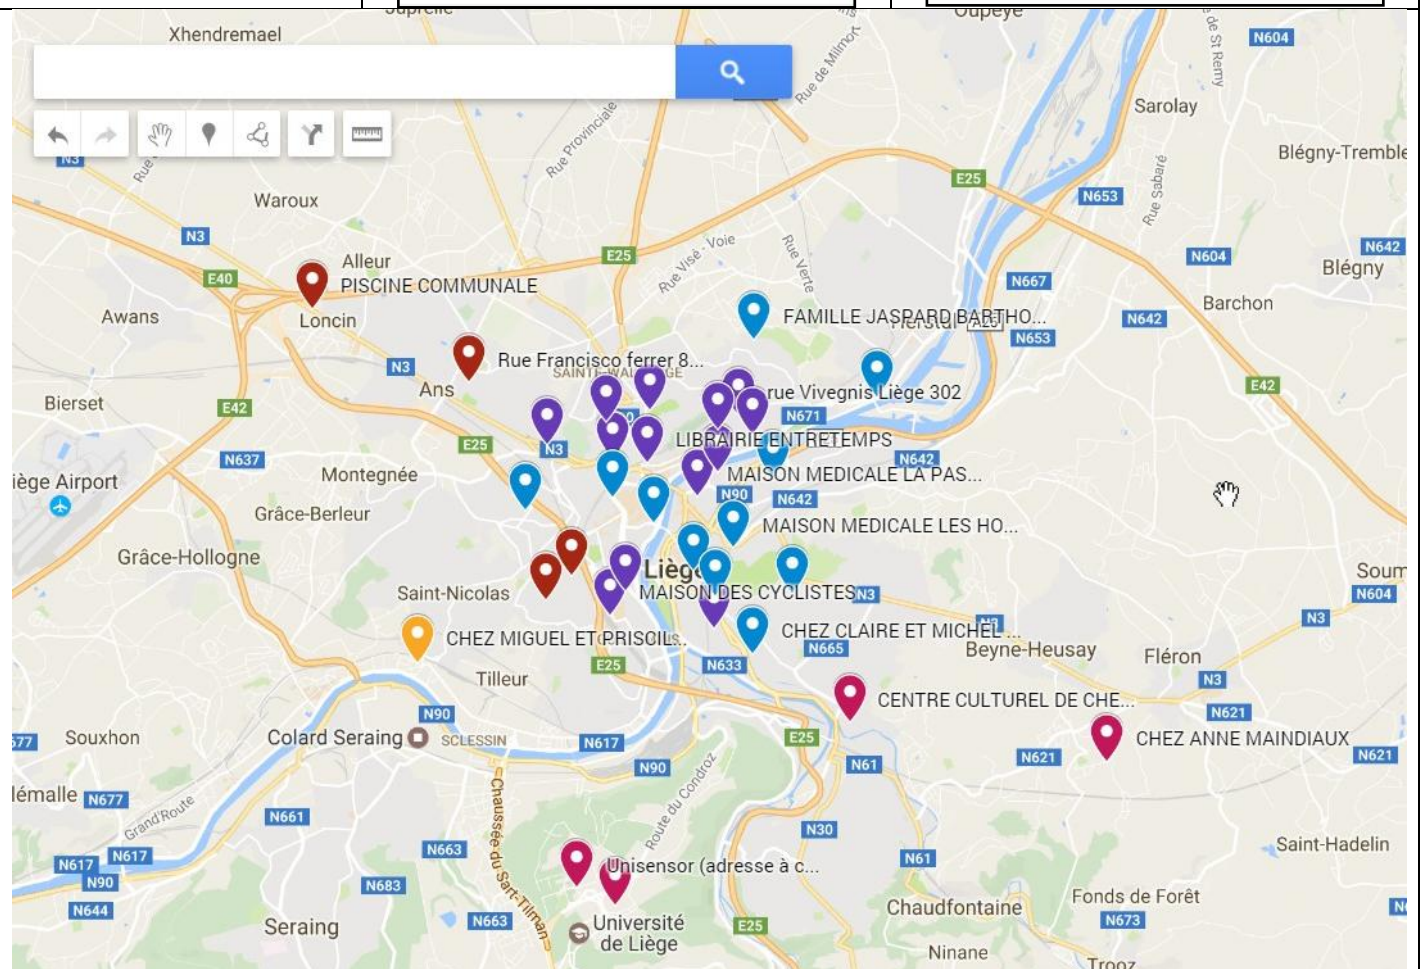 Juprelle
Oupeye
Xhendremael
N604
Rue de Milmort
de St Remy
Sarolay
Rue Provinciale
N3
Blégny-Tremble
E25
N653
Rue Sabaré
Waroux
N3
Rue Visé - Voie
Rue Verte
N642
Alleur
E25
N604
Blégny
E40
PISCINE COMMUNALE
N667
Barchon
Awans
Loncin
FAMILLE JASPARD BARTHO...
Herstal
N642
N653
Rue Francisco ferrer 8...
N3
Ans
E42
rue Vivegnis Liège 302
Bierset
E42
N671
E25
N3
LIBRAIRIE ENTRETEMPS
N637
N642
Montegnée
MAISON MEDICALE LA PAS...
iège Airport
N90
N642
Grâce-Berleur
MAISON MEDICALE LES HO...
Grâce-Hollogne
Liège
Soum
Saint-Nicolas
MAISON DES CYCLISTES
N3
N604
N3
N3
CHEZ MIGUEL ET PRISCIL...
CHEZ CLAIRE ET MICHEL ...
N665
Beyne-Heusay
Fléron
E25
N633
Tilleur
N3
CENTRE CULTUREL DE CHE...
N90
N621
577
Souxhon
Colard Seraing
SCLESSIN
N617
E25
CHEZ ANNE MAINDIAUX
N621
N621
N90
N61
lémalle
N677
Grand'Route
N661
Chaussée du Sart-Tilman
Route du Condroz
N30
N663
N617
N617
N61
Saint-Hadelin
N90
N683
Unisensor (adresse à c...
N644
Chaudfontaine
Fonds de Forêt
Seraing
N663
Université
de Liège
E25
N673
Ninane
Trooz